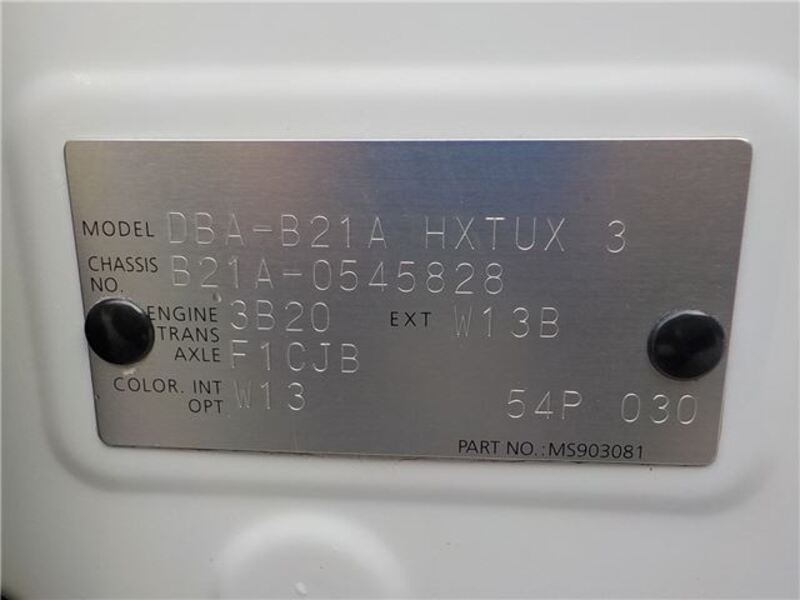 MODEL DBA-B21A HXTUX 3
CHASSIS NO. B21A-0545828
ENGINE 3B20 EXT W13B
TRANS AXLE F1CJB
COLOR. INT OPT W13 54P 030
PART NO.:MS903081